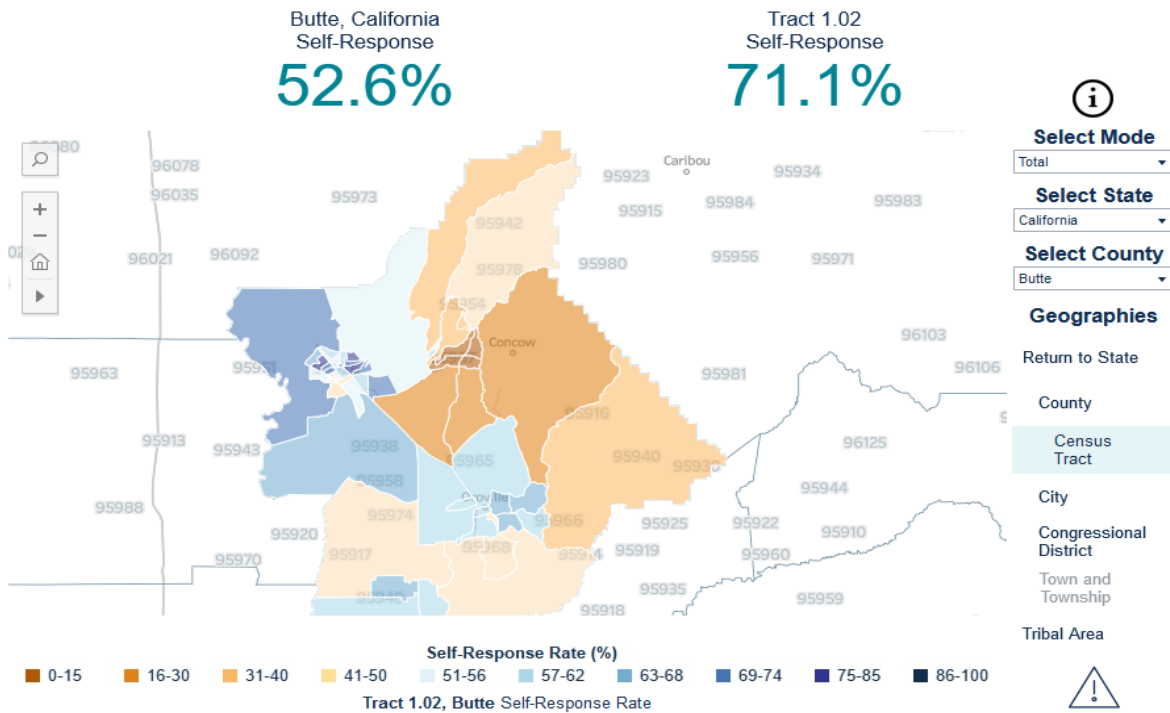 Butte, California
Self-Response
52.6%
Tract 1.02
Self-Response
71.1%
Select Mode
Total
Select State
California
Select County
Butte
Geographies
Return to State
County
Census
Tract
City
Congressional
District
Town and
Township
Tribal Area
96078
96035
95973
Caribou
95923
95934
95915
95984
95983
95942
96021
96092
95980
95956
95971
95978
95954
Concow
96103
95963
95951
95981
96106
95916
95913
95943
95938
95965
95940
96125
95958
95944
95988
95974
Oroville
95966
95925
95922
95910
95920
95970
95917
95968
95914
95919
95960
95935
95948
95918
95959
Self-Response Rate (%)
0-15
16-30
31-40
41-50
51-56
57-62
63-68
69-74
75-85
86-100
Tract 1.02, Butte Self-Response Rate